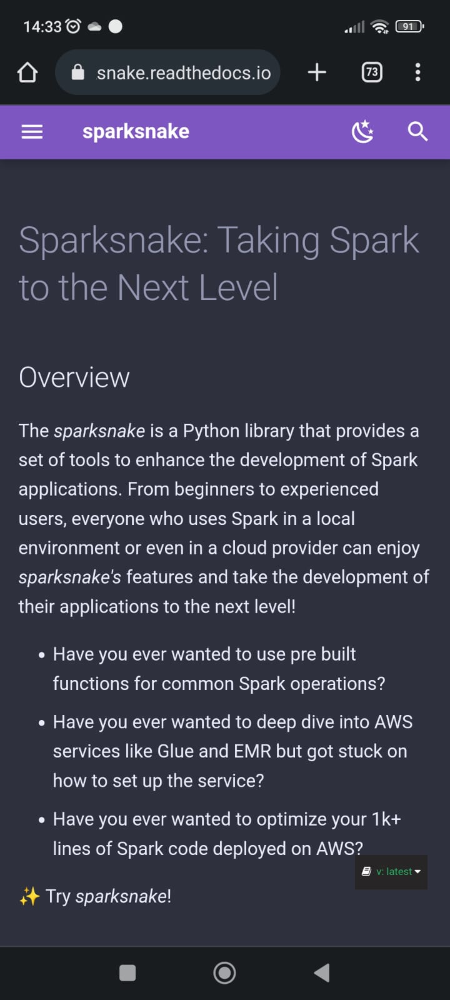 14:33
91
snake.readthedocs.io
73
sparksnake
Sparksnake: Taking Spark
to the Next Level
Overview
The sparksnake is a Python library that provides a
set of tools to enhance the development of Spark
applications. From beginners to experienced
users, everyone who uses Spark in a local
environment or even in a cloud provider can enjoy
sparksnake's features and take the development of
their applications to the next level!
• Have you ever wanted to use pre built
functions for common Spark operations?
• Have you ever wanted to deep dive into AWS
services like Glue and EMR but got stuck on
how to set up the service?
• Have you ever wanted to optimize your 1k+
lines of Spark code deployed on AWS?
v: latest
✨ Try sparksnake!